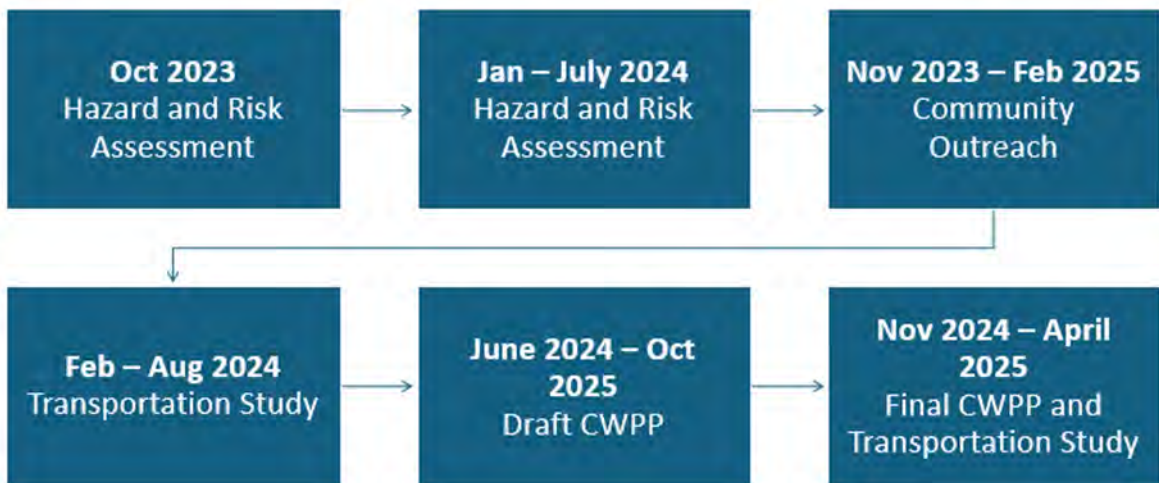 Oct 2023
Hazard and Risk
Assessment
Jan – July 2024
Hazard and Risk
Assessment
Nov 2023 – Feb 2025
Community
Outreach
Feb – Aug 2024
Transportation Study
June 2024 – Oct
2025
Draft CWPP
Nov 2024 – April
2025
Final CWPP and
Transportation Study